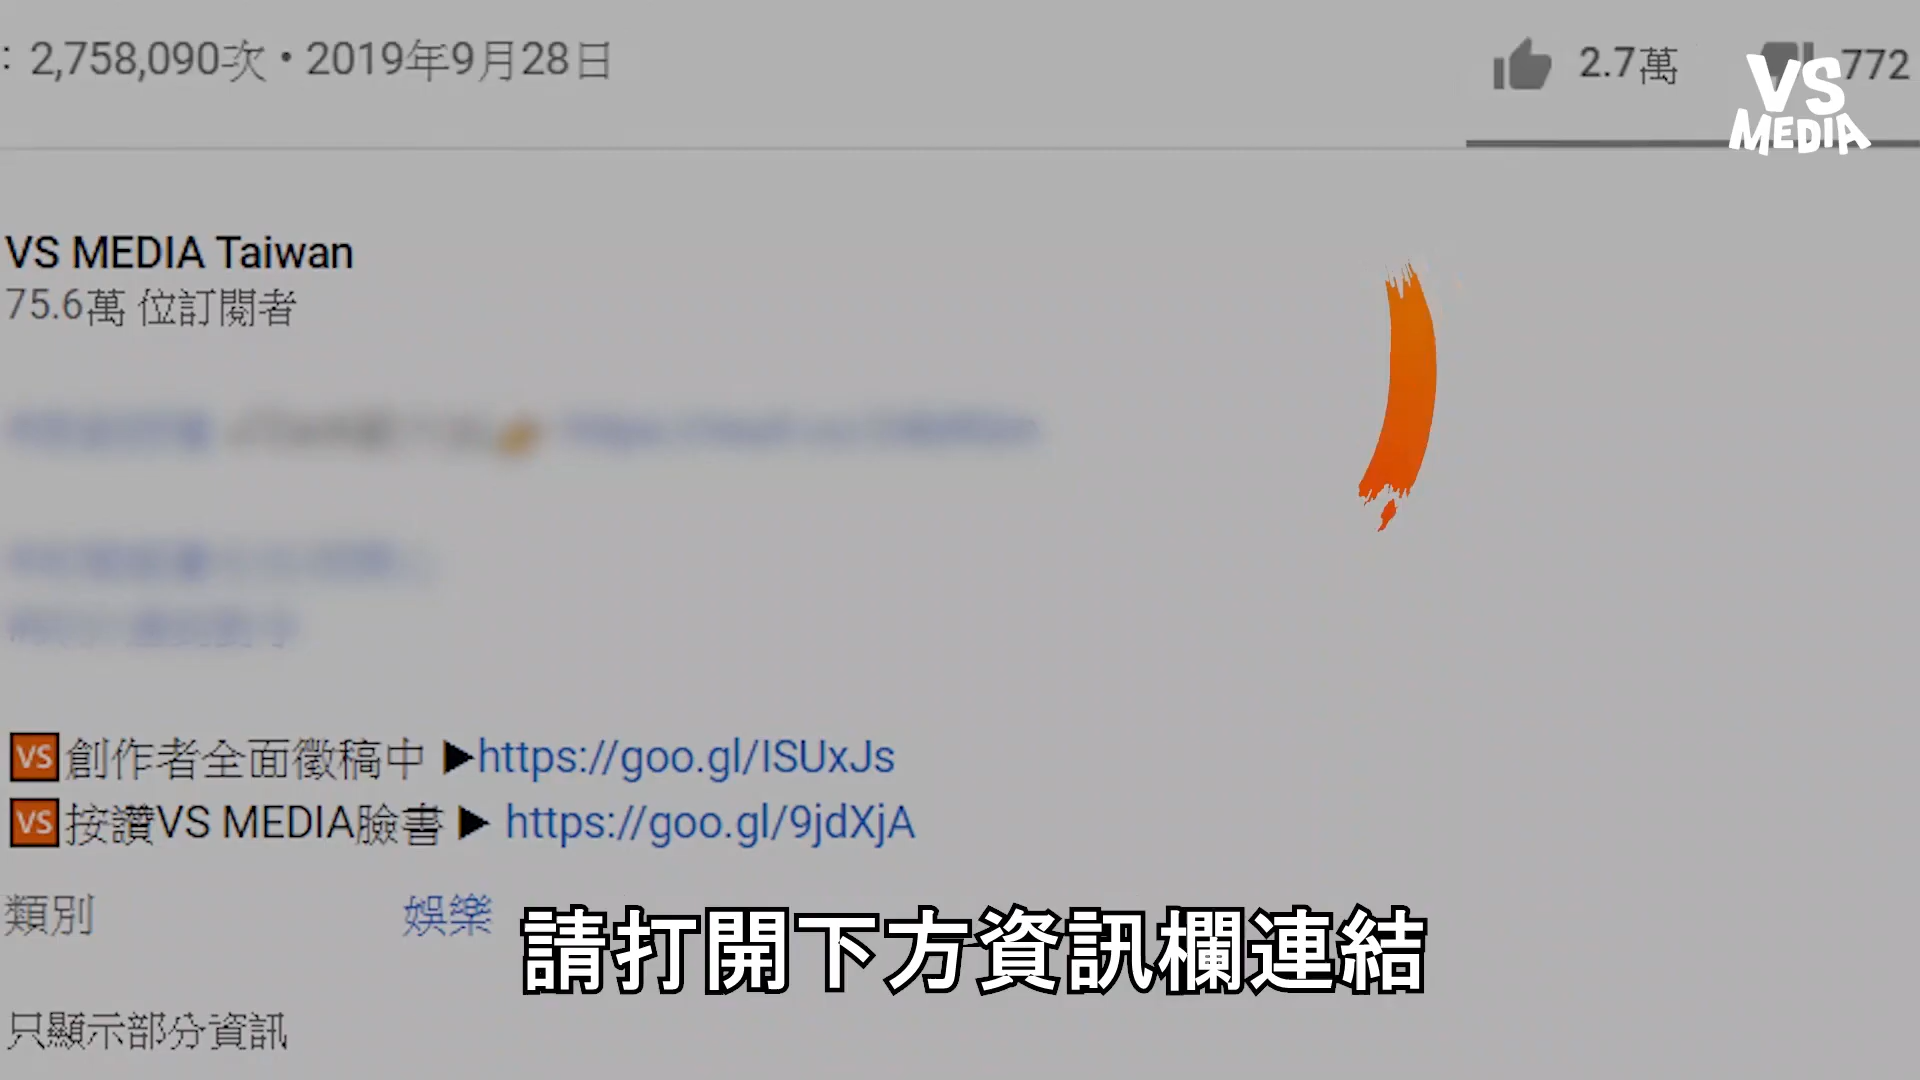 ：2,758,090次 • 2019年9月28日
2.7萬
772
VS
MEDIA
VS MEDIA Taiwan
75.6萬 位訂閱者
VS 創作者全面徵稿中 ▶https://goo.gl/ISUxJs
VS 按讚VS MEDIA臉書 ▶ https://goo.gl/9jdXjA
類別 娛樂
請打開下方資訊欄連結
只顯示部分資訊